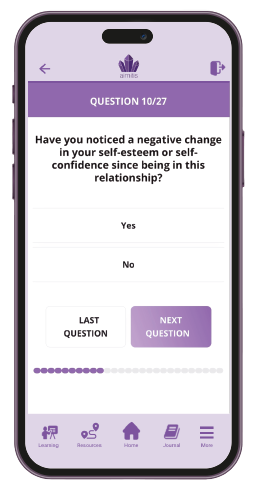 amais
QUESTION 10/27
Have you noticed a negative change
in your self-esteem or self-
confidence since being in this
relationship?
Yes
No
LAST
QUESTION
NEXT
QUESTION
Learning
Resources
Home
Journal
More